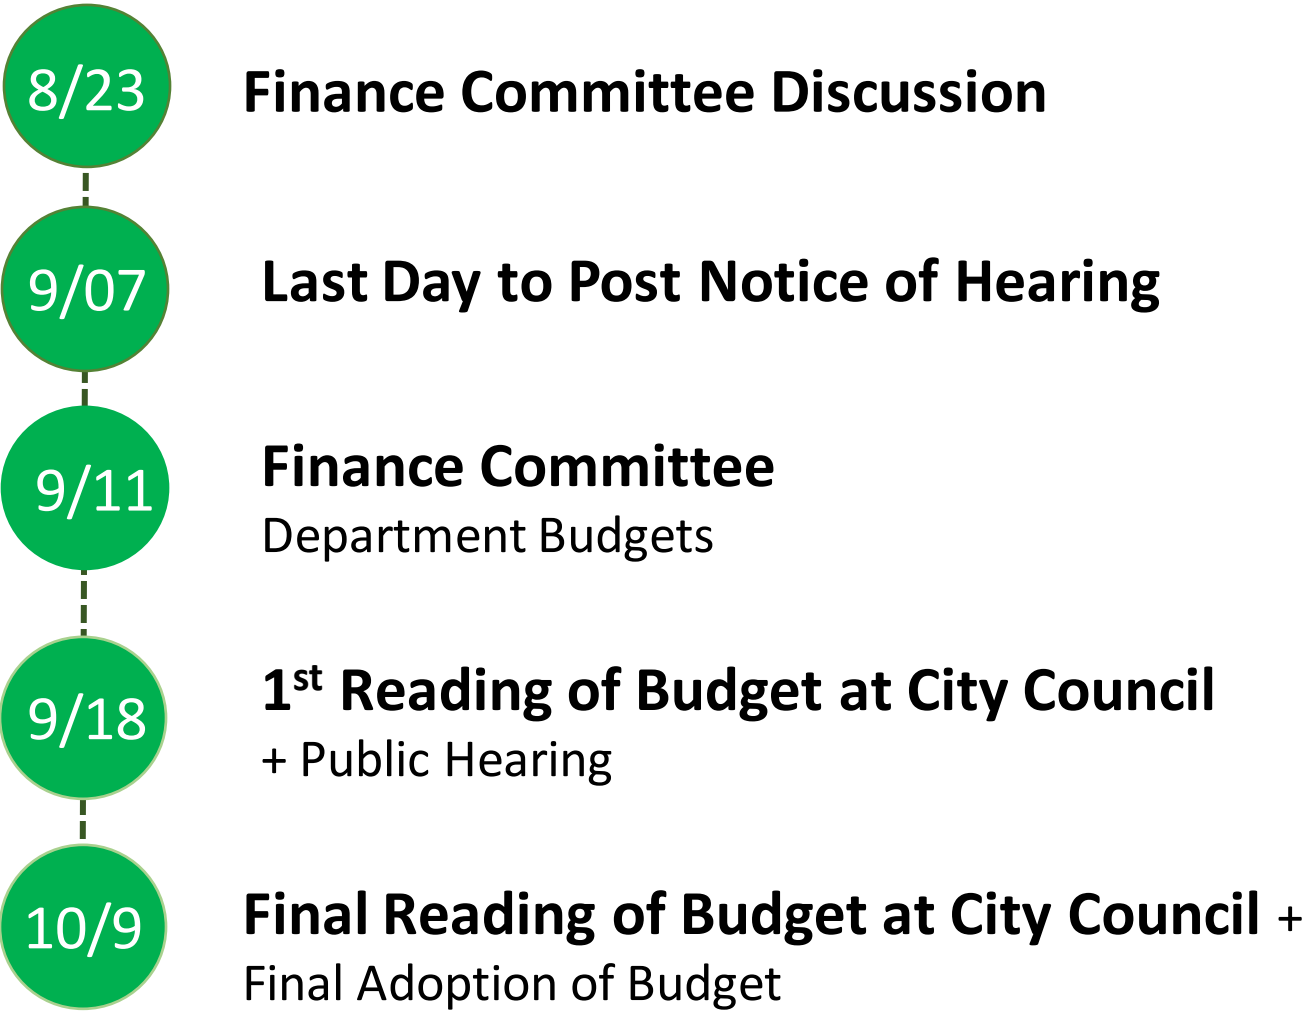 8/23
Finance Committee Discussion
9/07
Last Day to Post Notice of Hearing
9/11
Finance Committee
Department Budgets
9/18
1st Reading of Budget at City Council
+ Public Hearing
10/9
Final Reading of Budget at City Council +
Final Adoption of Budget